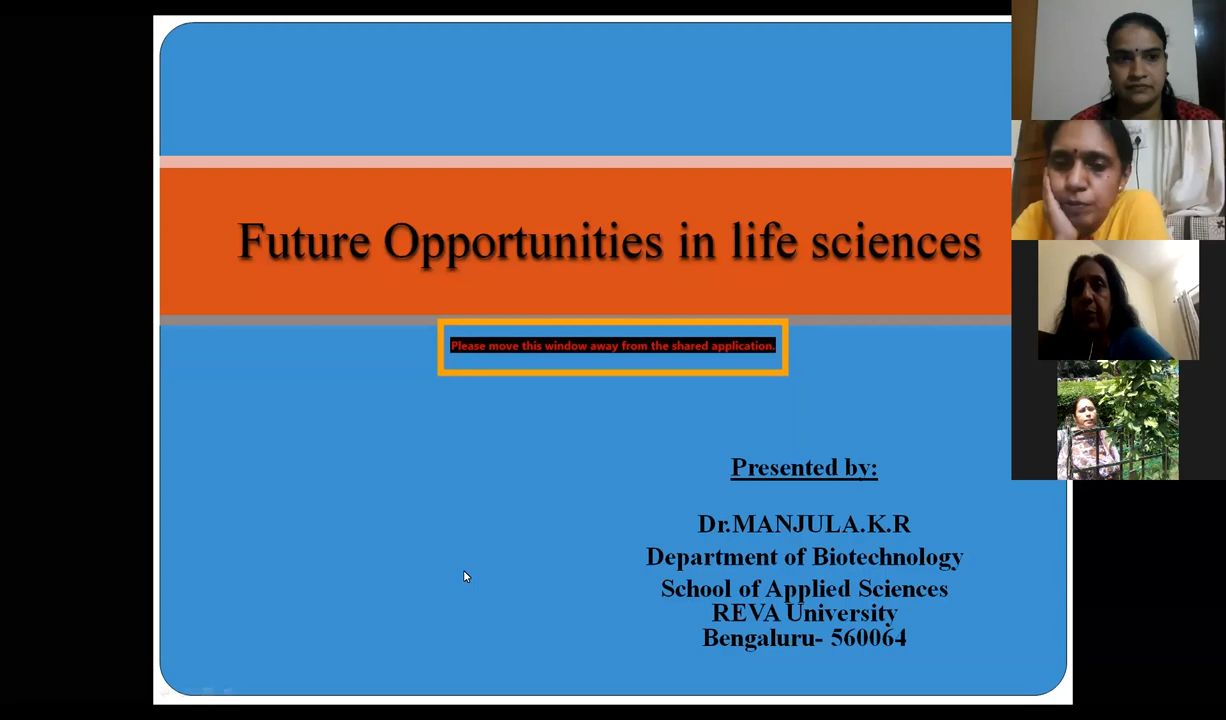 Future Opportunities in life sciences
Please move this window away from the shared application.
Presented by:
Dr.MANJULA.K.R
Department of Biotechnology
School of Applied Sciences
REVA University
Bengaluru- 560064